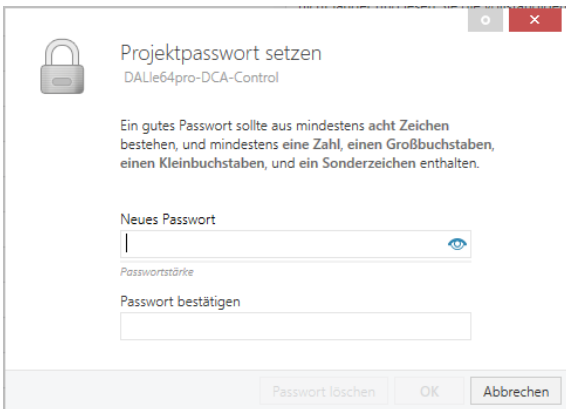 Projektpasswort setzen
DALIe64pro-DCA-Control
Ein gutes Passwort sollte aus mindestens acht Zeichen
bestehen, und mindestens eine Zahl, einen Großbuchstaben,
einen Kleinbuchstaben, und ein Sonderzeichen enthalten.
Neues Passwort
Passwortstärke
Passwort bestätigen
Passwort löschen
OK
Abbrechen